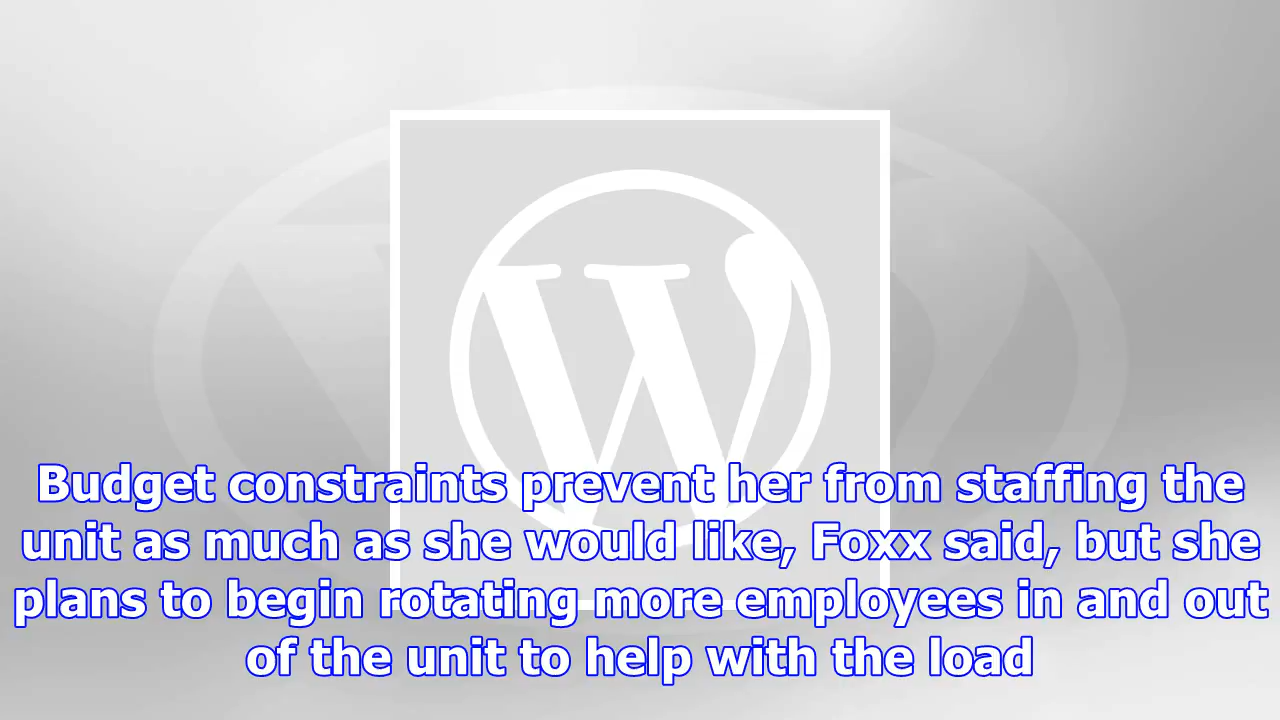 Budget constraints prevent her from staffing the
unit as much as she would like, Foxx said, but she
plans to begin rotating more employees in and out
of the unit to help with the load